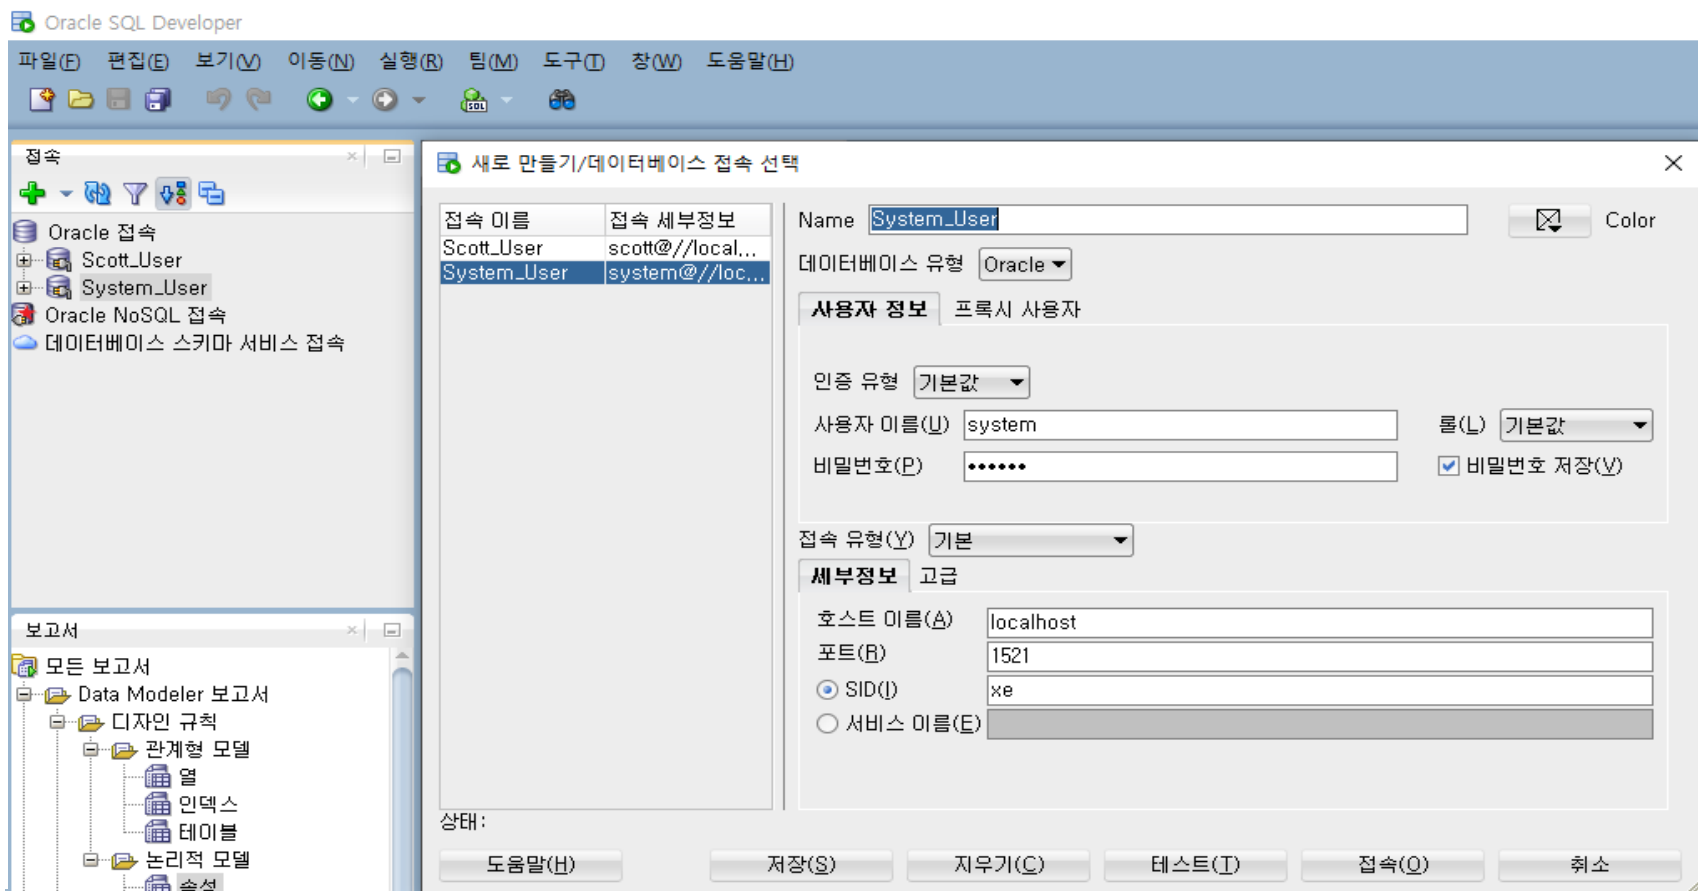 Oracle SQL Developer
파일(F) 편집(E) 보기(V) 이동(N) 실행(R) 팀(M) 도구(T) 창(W) 도움말(H)
접속
Oracle 접속
Scott_User
System_User
Oracle NoSQL 접속
데이터베이스 스키마 서비스 접속
보고서
모든 보고서
Data Modeler 보고서
디자인 규칙
관계형 모델
열
인덱스
테이블
논리적 모델
속성
새로 만들기/데이터베이스 접속 선택
접속 이름 접속 세부정보
Scott_User scott@//local...
System_User system@//loc...
Name System_User Color
데이터베이스 유형 Oracle
사용자 정보 프록시 사용자
인증 유형 기본값
사용자 이름(U) system 롤(L) 기본값
비밀번호(P) •••••• 비밀번호 저장(V)
접속 유형(Y) 기본
세부정보 고급
호스트 이름(A) localhost
포트(R) 1521
SID(I) xe
서비스 이름(E)
상태:
도움말(H) 저장(S) 지우기(C) 테스트(T) 접속(O) 취소